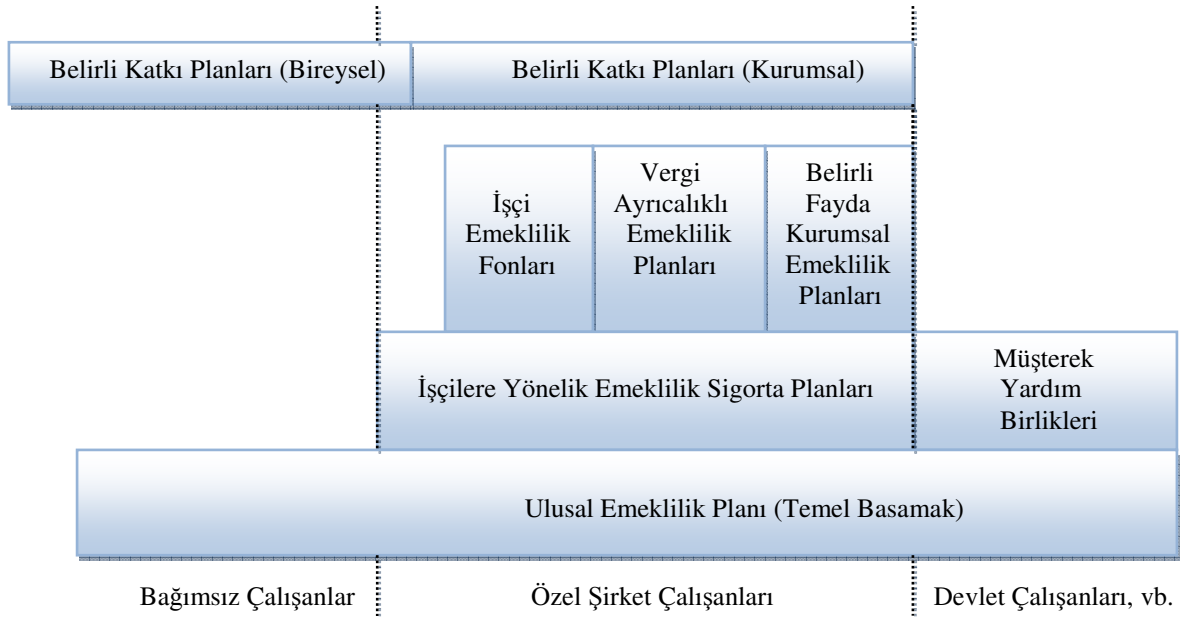 Belirli Katkı Planları (Bireysel)
Belirli Katkı Planları (Kurumsal)
İşçi
Emeklilik
Fonları
Vergi
Ayrıcalıklı
Emeklilik
Planları
Belirli
Fayda
Kurumsal
Emeklilik
Planları
İşçilere Yönelik Emeklilik Sigorta Planları
Müşterek
Yardım
Birlikleri
Ulusal Emeklilik Planı (Temel Basamak)
Bağımsız Çalışanlar
Özel Şirket Çalışanları
Devlet Çalışanları, vb.